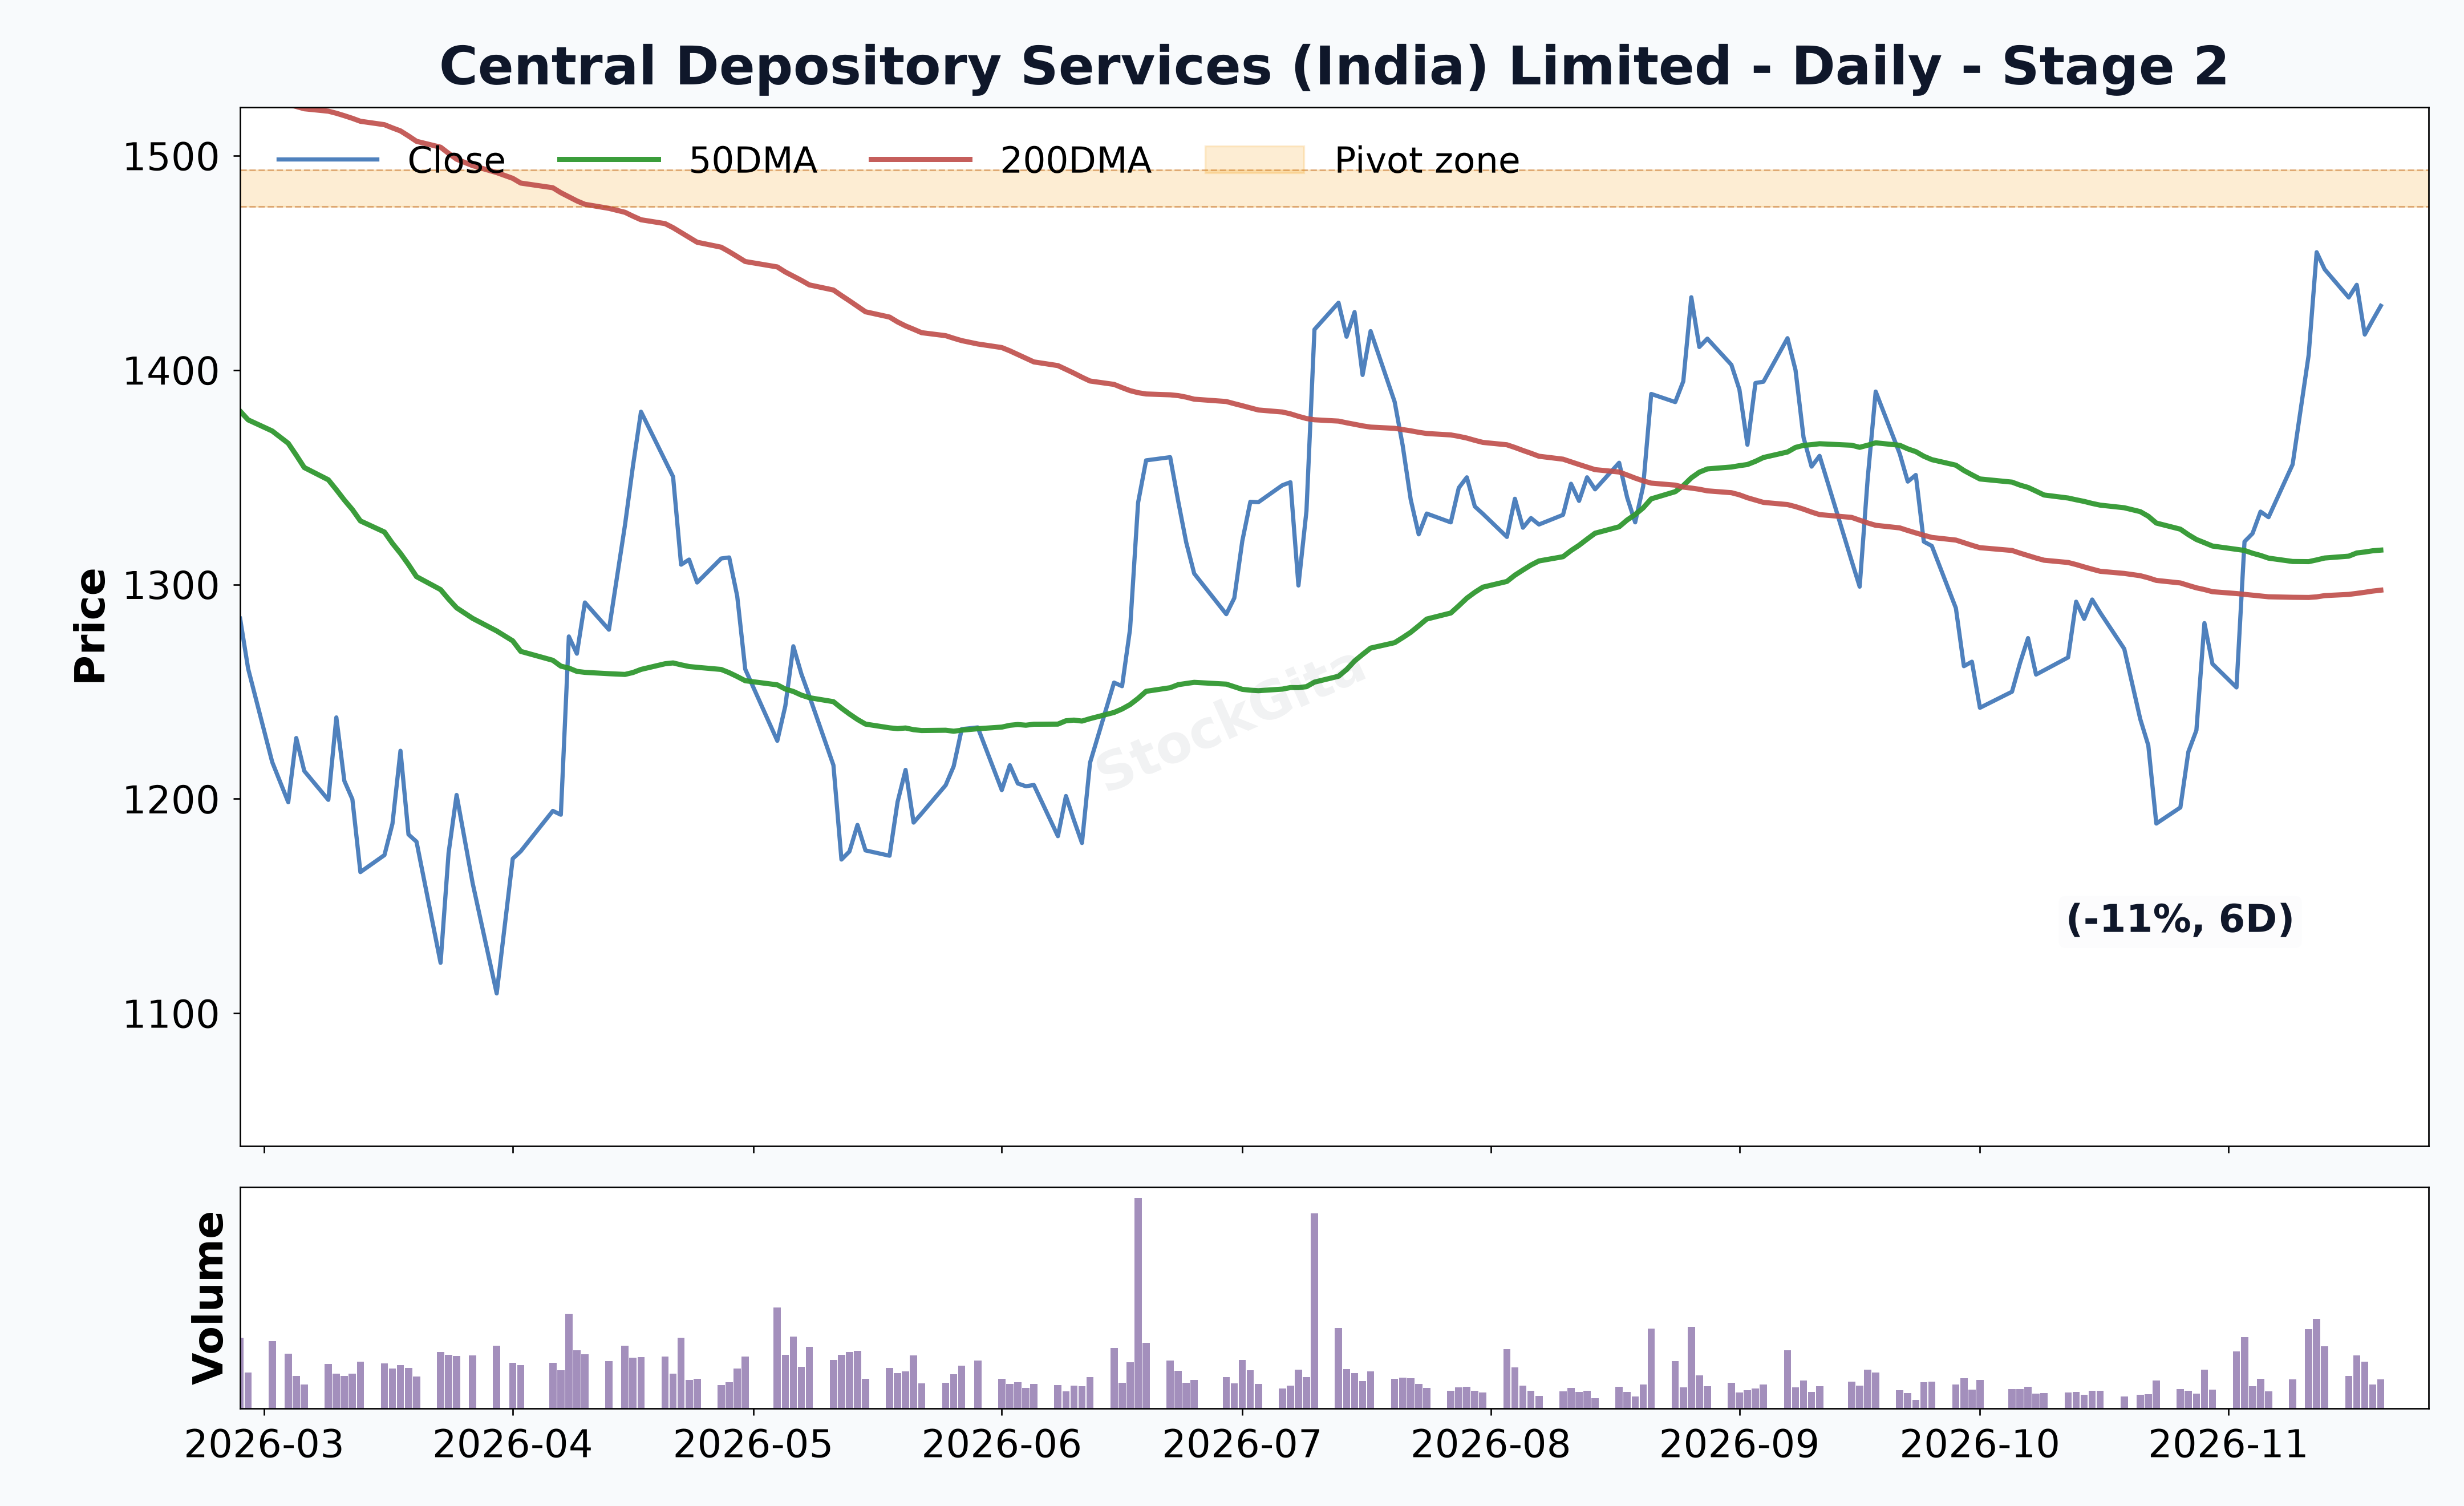 Central Depository Services (India) Limited - Daily - Stage 2
Close 50DMA 200DMA Pivot zone
1500
1400
1300
1200
1100
Price
StockGita
(-11%, 6D)
Volume
2026-03 2026-04 2026-05 2026-06 2026-07 2026-08 2026-09 2026-10 2026-11